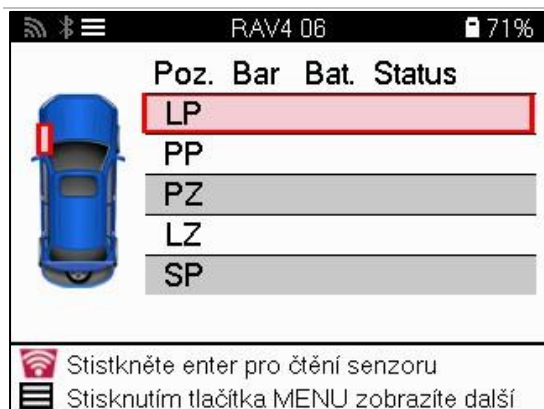 RAV4 06 71%
Poz. Bar Bat. Status
LP
PP
PZ
LZ
SP
Stistkněte enter pro čtění senzoru
Stisknutím tlačítka MENU zobrazíte další